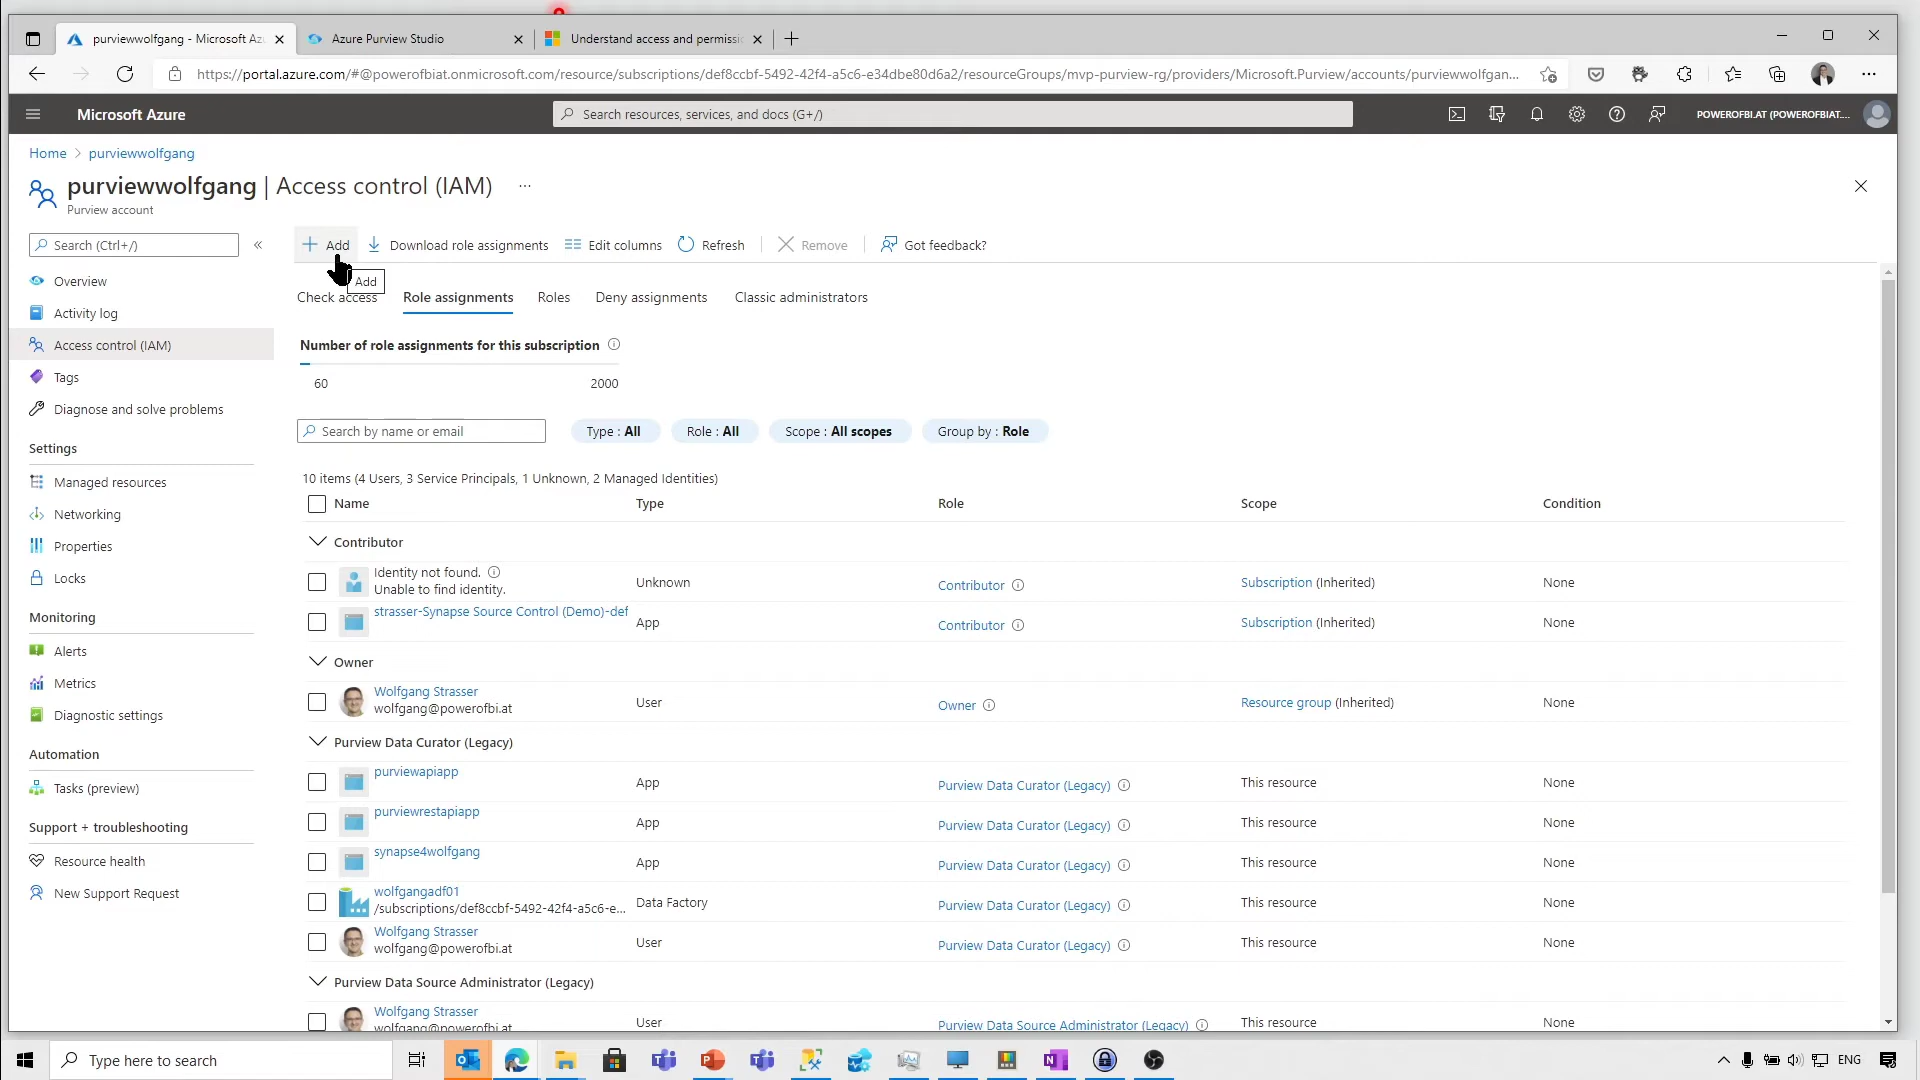 purviewwolfgang - Microsoft Azu
Azure Purview Studio
Understand access and permissi
https://portal.azure.com/#@powerofbiat.onmicrosoft.com/resource/subscriptions/def8ccbf-5492-42f4-a5c6-e34dbe80d6a2/resourceGroups/mvp-purview-rg/providers/Microsoft.Purview/accounts/purviewwolfgan...
Microsoft Azure
Search resources, services, and docs (G+/)
POWEROFBI.AT (POWEROFBIAT....
Home > purviewwolfgang
purviewwolfgang | Access control (IAM) ...
Purview account
Search (Ctrl+/)
«
Add
Download role assignments
Edit columns
Refresh
Remove
Got feedback?
Add
Check access
Role assignments
Roles
Deny assignments
Classic administrators
Overview
Activity log
Access control (IAM)
Tags
Diagnose and solve problems
Settings
Managed resources
Networking
Properties
Locks
Monitoring
Alerts
Metrics
Diagnostic settings
Automation
Tasks (preview)
Support + troubleshooting
Resource health
New Support Request
Number of role assignments for this subscription
60 2000
Search by name or email
Type : All
Role : All
Scope : All scopes
Group by : Role
10 items (4 Users, 3 Service Principals, 1 Unknown, 2 Managed Identities)
Name Type Role Scope Condition
Contributor
Identity not found.
Unable to find identity.
Unknown Contributor Subscription (Inherited) None
strasser-Synapse Source Control (Demo)-def
App Contributor Subscription (Inherited) None
Owner
Wolfgang Strasser
wolfgang@powerofbi.at
User Owner Resource group (Inherited) None
Purview Data Curator (Legacy)
purviewapiapp
App Purview Data Curator (Legacy) This resource None
purviewrestapiapp
App Purview Data Curator (Legacy) This resource None
synapse4wolfgang
App Purview Data Curator (Legacy) This resource None
wolfgangadf01
/subscriptions/def8ccbf-5492-42f4-a5c6-e...
Data Factory Purview Data Curator (Legacy) This resource None
Wolfgang Strasser
wolfgang@powerofbi.at
User Purview Data Curator (Legacy) This resource None
Purview Data Source Administrator (Legacy)
Wolfgang Strasser
wolfgang@powerofbi.at
User Purview Data Source Administrator (Legacy) This resource None
Type here to search
ENG